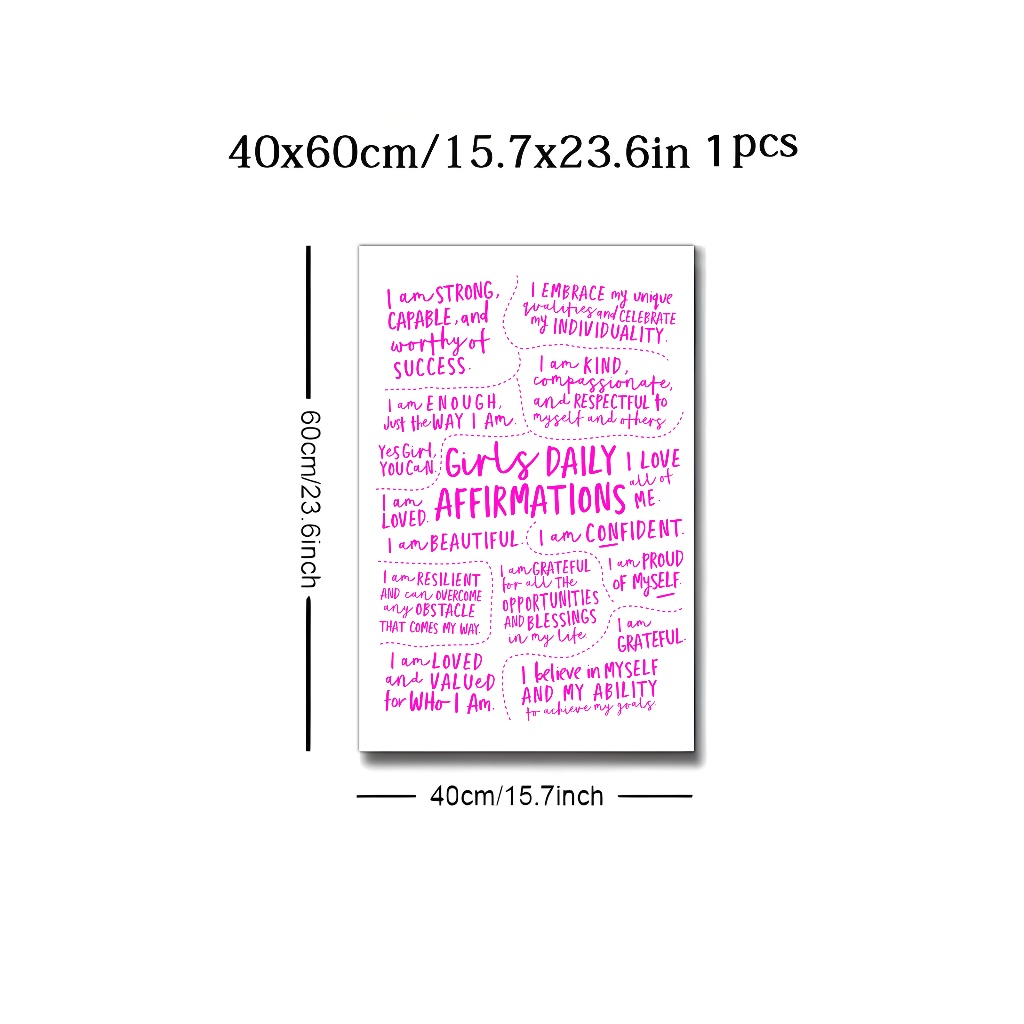 40x60cm/15.7x23.6in 1pcs
60cm/23.6inch
I am STRONG,
CAPABLE, and
worthy of
SUCCESS.
I EMBRACE my unique
qualities and CELEBRATE
my INDIVIDUALITY.
I am KIND,
compassionate,
and RESPECTFUL to
myself and others
I am ENOUGH,
Just the WAY I Am.
Yes Girl,
YOU CaN.
Girls DAILY
AFFIRMATIONS
I LOVE
all of
ME.
I am
LOVED.
I am BEAUTIFUL.
I am CONFIDENT.
I am RESILIENT
AND can OVERCOME
any OBSTACLE
THAT COMES MY WAY.
I am GRATEFUL
for all THe
OPPORTUNITIES
AND BLESSINGS
in my life
I am PROUD
OF MySELF.
I am
GRATEFUL.
I am LOVED
and VALUeD
for WHo I Am.
I believe in MYSELF
AND MY ABILITY
to achieve my goals.
40cm/15.7inch